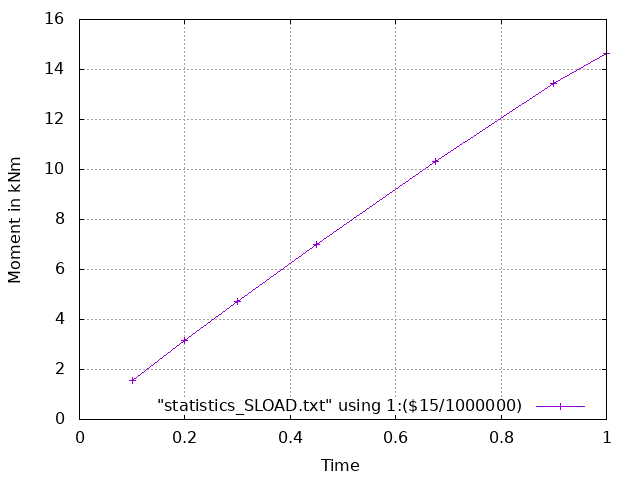 16
14
12
10
8
6
4
2
0
Moment in kNm
"statistics_SLOAD.txt" using 1:($15/1000000)
0 0.2 0.4 0.6 0.8 1
Time